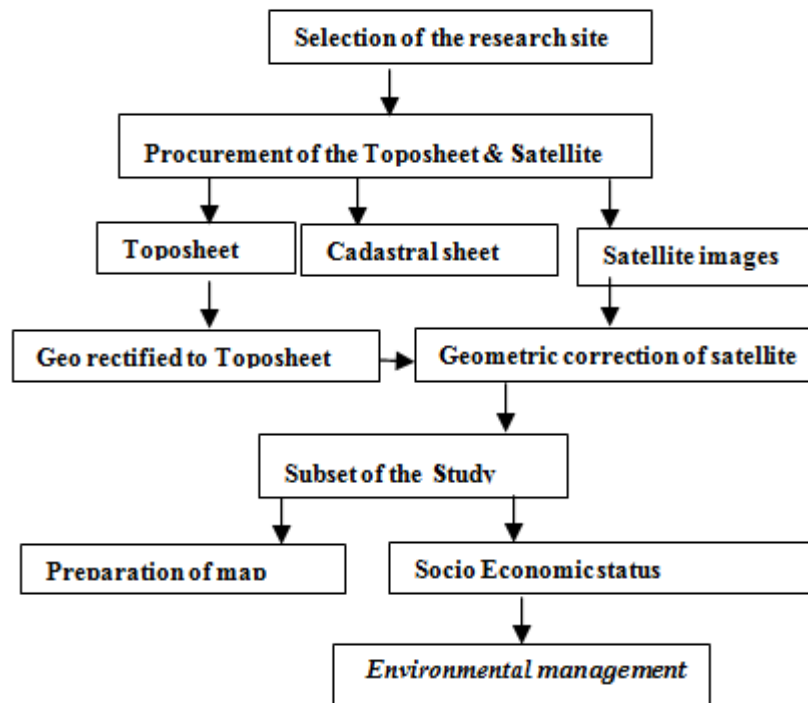 Selection of the research site
Procurement of the Toposheet & Satellite
Toposheet
Cadastral sheet
Satellite images
Geo rectified to Toposheet
Geometric correction of satellite
Subset of the Study
Preparation of map
Socio Economic status
Environmental management